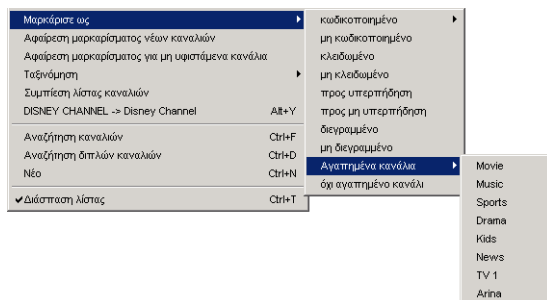 Μαρκάρισε ως
Αφαίρεση μαρκαρίσματος νέων καναλιών
Αφαίρεση μαρκαρίσματος για μη υφιστάμενα κανάλια
Ταξινόμηση
Συμπίεση λίστας καναλιών
DISNEY CHANNEL -> Disney Channel Alt+Y
Αναζήτηση καναλιών Ctrl+F
Αναζήτηση διπλών καναλιών Ctrl+D
Νέο Ctrl+N
Διάσπαση λίστας Ctrl+T
κωδικοποιημένο
μη κωδικοποιημένο
κλειδωμένο
μη κλειδωμένο
προς υπερπήδηση
προς μη υπερπήδηση
διεγραμμένο
μη διεγραμμένο
Αγαπημένα κανάλια
όχι αγαπημένο κανάλι
Movie
Music
Sports
Drama
Kids
News
TV 1
Arina